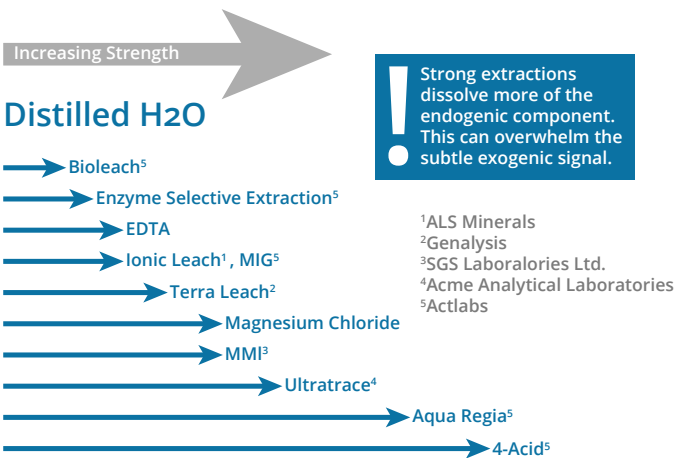 Increasing Strength
Distilled H2O
!
Strong extractions
dissolve more of the
endogenic component.
This can overwhelm the
subtle exogenic signal.
Bioleach⁵
Enzyme Selective Extraction⁵
EDTA
Ionic Leach¹ , MIG⁵
Terra Leach²
Magnesium Chloride
MMl³
Ultratrace⁴
Aqua Regia⁵
4-Acid⁵
¹ALS Minerals
²Genalysis
³SGS Laboralories Ltd.
⁴Acme Analytical Laboratories
⁵Actlabs